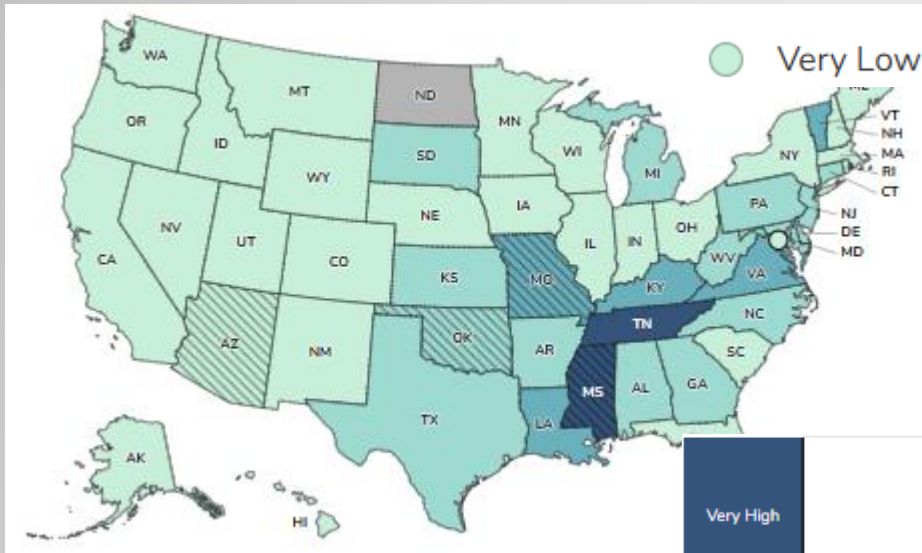 Very Low
WA
MT
ND
MN
VT
NH
OR
ID
SD
WI
NY
MA
MI
RI
WY
CT
IA
PA
NE
NJ
NV
OH
DE
IL
IN
UT
CO
WV
MD
CA
KS
MO
KY
VA
NC
TN
AZ
OK
NM
AR
SC
MS
AL
GA
TX
LA
AK
HI
Very High